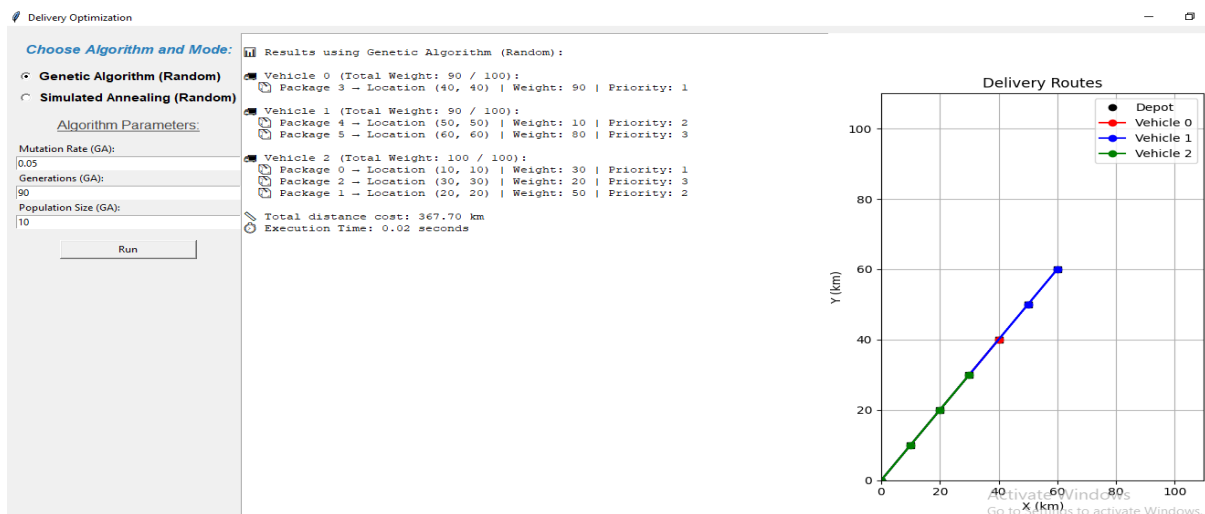 Delivery Optimization
Choose Algorithm and Mode:
Genetic Algorithm (Random)
Simulated Annealing (Random)
Algorithm Parameters:
Mutation Rate (GA):
0.05
Generations (GA):
90
Population Size (GA):
10
Run
Results using Genetic Algorithm (Random):
Vehicle 0 (Total Weight: 90 / 100):
Package 3 → Location (40, 40) | Weight: 90 | Priority: 1
Vehicle 1 (Total Weight: 90 / 100):
Package 4 → Location (50, 50) | Weight: 10 | Priority: 2
Package 5 → Location (60, 60) | Weight: 80 | Priority: 3
Vehicle 2 (Total Weight: 100 / 100):
Package 0 → Location (10, 10) | Weight: 30 | Priority: 1
Package 2 → Location (30, 30) | Weight: 20 | Priority: 3
Package 1 → Location (20, 20) | Weight: 50 | Priority: 2
Total distance cost: 367.70 km
Execution Time: 0.02 seconds
Delivery Routes
Depot
Vehicle 0
Vehicle 1
Vehicle 2
100
80
60
40
20
0
Y (km)
0 20 40 60 80 100
X (km)
Activate Windows
Go to Settings to activate Windows.